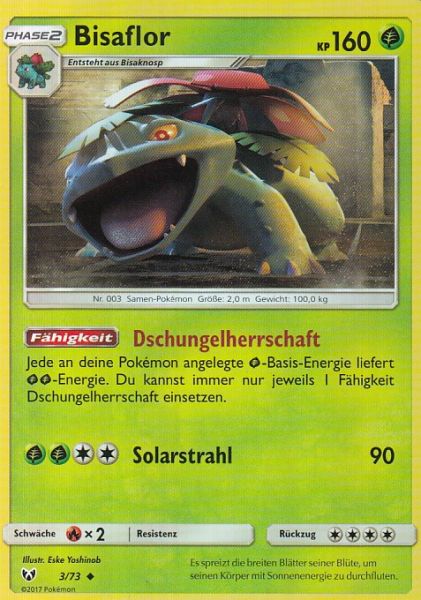 PHASE2 Bisaflor KP160
Entsteht aus Bisaknosp
Nr. 003 Samen-Pokémon Größe: 2,0 m Gewicht: 100,0 kg
Fähigkeit Dschungelherrschaft
Jede an deine Pokémon angelegte -Basis-Energie liefert
-Energie. Du kannst immer nur jeweils 1 Fähigkeit
Dschungelherrschaft einsetzen.
Solarstrahl 90
Schwäche ×2 Resistenz Rückzug
Illustr. Eske Yoshinob
3/73
©2017 Pokémon
Es spreizt die breiten Blätter seiner Blüte, um
seinen Körper mit Sonnenenergie zu durchfluten.